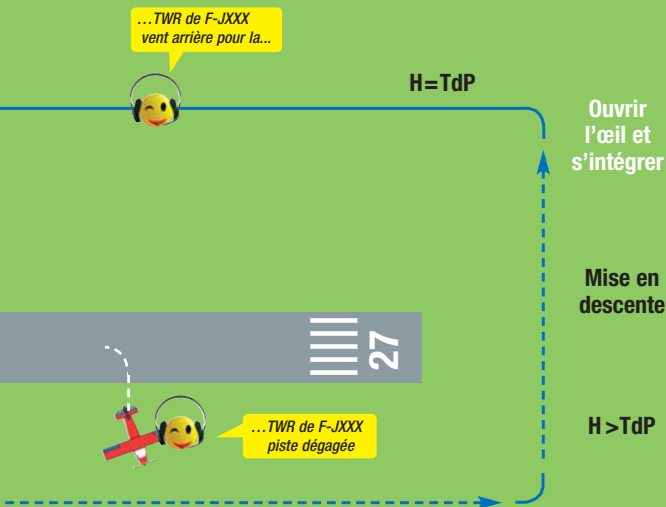 ...TWR de F-JXXX
vent arrière pour la...
H=TdP
Ouvrir
l'œil et
s'intégrer
Mise en
descente
27
H >TdP
...TWR de F-JXXX
piste dégagée